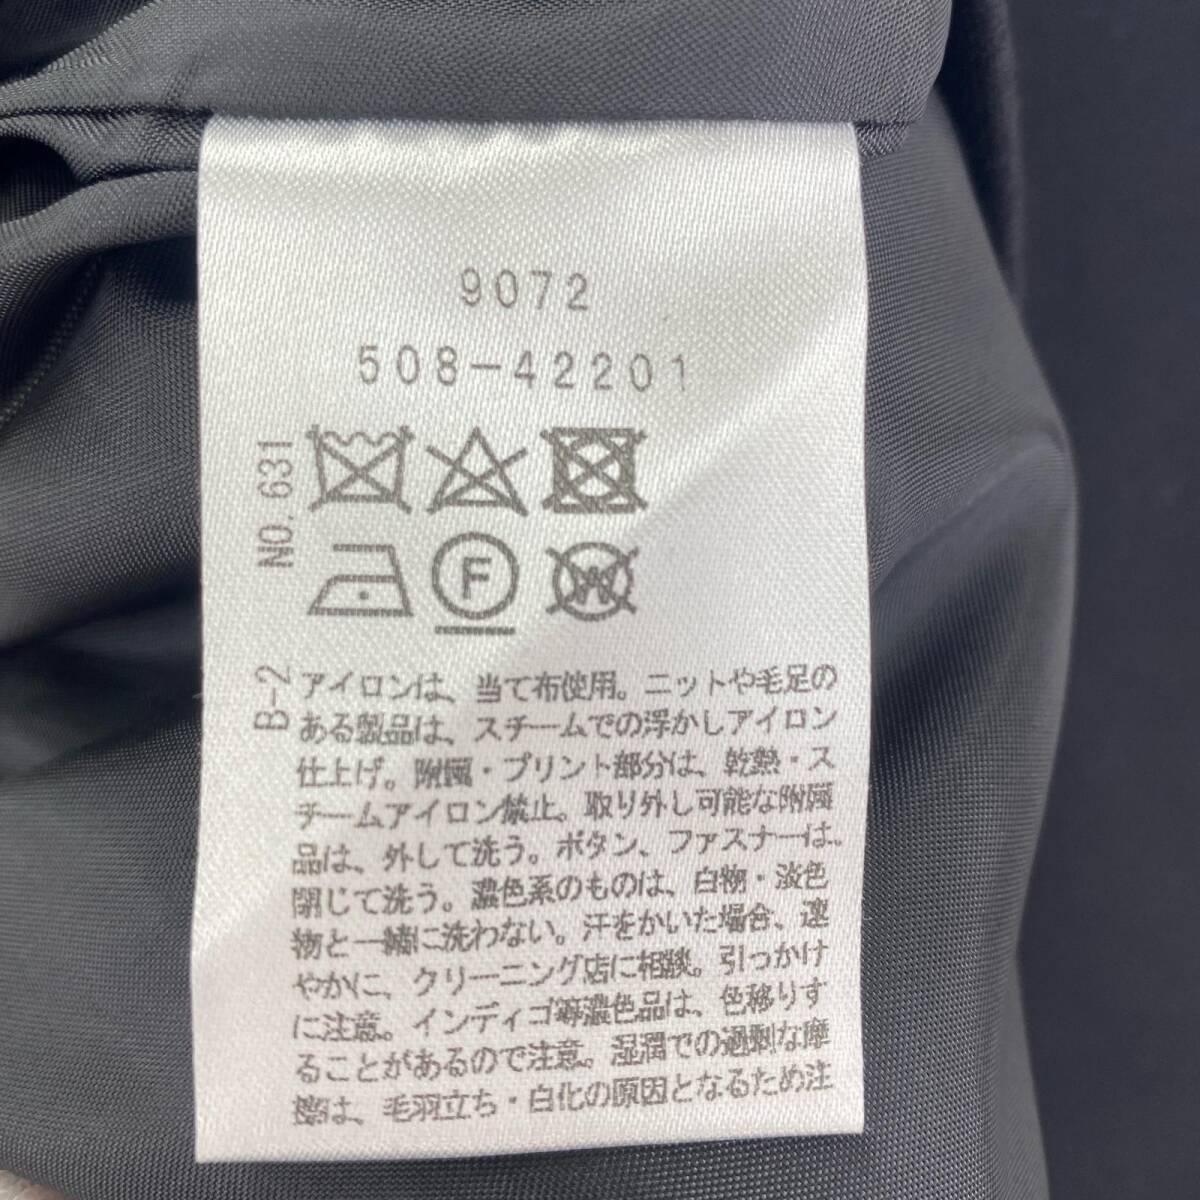 9072
508-42201
NO. 631
F
W
B-2
アイロンは、当て布使用。ニットや毛足の
ある製品は、スチームでの浮かしアイロン
仕上げ。附属・プリント部分は、乾熱・ス
チームアイロン禁止。取り外し可能な附属
品は、外して洗う。ボタン、ファスナーは、
閉じて洗う。濃色系のものは、白物・淡色
物と一緒に洗わない。汗をかいた場合、速
やかに、クリーニング店に相談。引っかけ
に注意。インディゴ等濃色品は、色移りす
ることがあるので注意。湿潤での過剰な摩
擦は、毛羽立ち・白化の原因となるため注